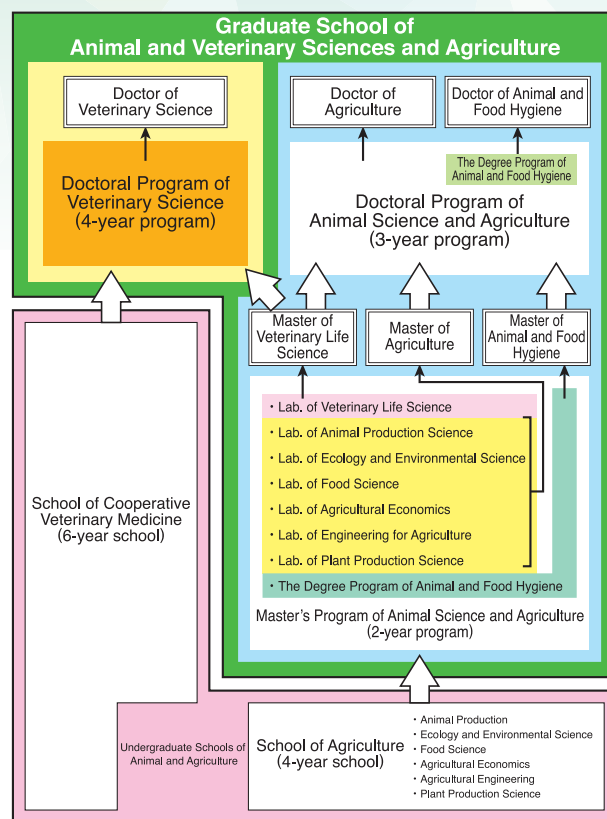 Graduate School of
Animal and Veterinary Sciences and Agriculture
Doctor of
Veterinary Science
Doctor of
Agriculture
Doctor of Animal and
Food Hygiene
The Degree Program of
Animal and Food Hygiene
Doctoral Program of
Veterinary Science
(4-year program)
Doctoral Program of
Animal Science and Agriculture
(3-year program)
Master of
Veterinary Life
Science
Master of
Agriculture
Master of
Animal and Food
Hygiene
・Lab. of Veterinary Life Science
・Lab. of Animal Production Science
・Lab. of Ecology and Environmental Science
・Lab. of Food Science
・Lab. of Agricultural Economics
・Lab. of Engineering for Agriculture
・Lab. of Plant Production Science
・The Degree Program of Animal and Food Hygiene
Master's Program of Animal Science and Agriculture
(2-year program)
School of Cooperative
Veterinary Medicine
(6-year school)
Undergraduate Schools of
Animal and Agriculture
School of Agriculture
(4-year school)
・Animal Production
・Ecology and Environmental Science
・Food Science
・Agricultural Economics
・Agricultural Engineering
・Plant Production Science